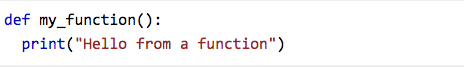 def my_function():
  print("Hello from a function")